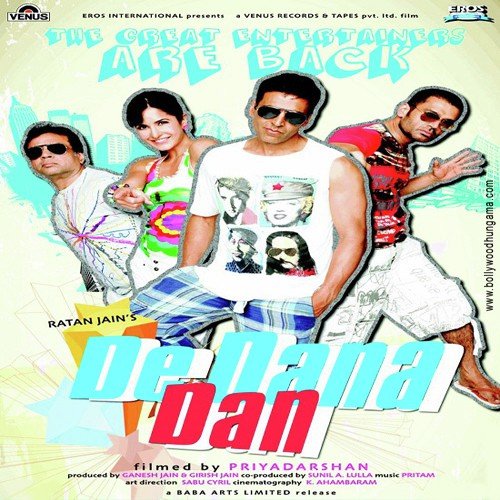 VENUS
EROS INTERNATIONAL presents a VENUS RECORDS & TAPES pvt. ltd. film
EROS
THE GREAT ENTERTAINERS
ARE BACK
www.bollywoodhungama.com
RATAN JAIN'S
De Dana
Dan
filmed by PRIYADARSHAN
produced by GANESH JAIN & GIRISH JAIN co-produced by SUNIL A. LULLA music PRITAM
art direction SABU CYRIL cinematography K. AHAMBARAM
a BABA ARTS LIMITED release